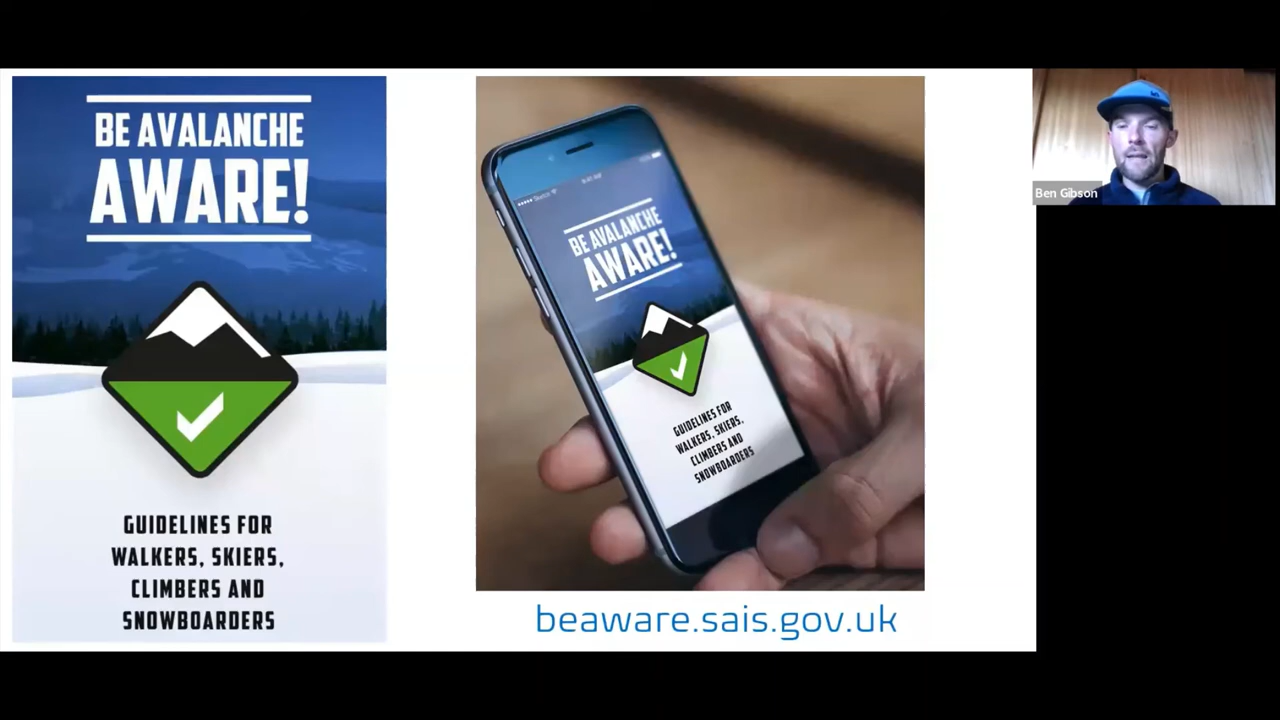 BE AVALANCHE
AWARE!
GUIDELINES FOR
WALKERS, SKIERS,
CLIMBERS AND
SNOWBOARDERS
BE AVALANCHE
AWARE!
GUIDELINES FOR
WALKERS, SKIERS,
CLIMBERS AND
SNOWBOARDERS
beaware.sais.gov.uk
Ben Gibson